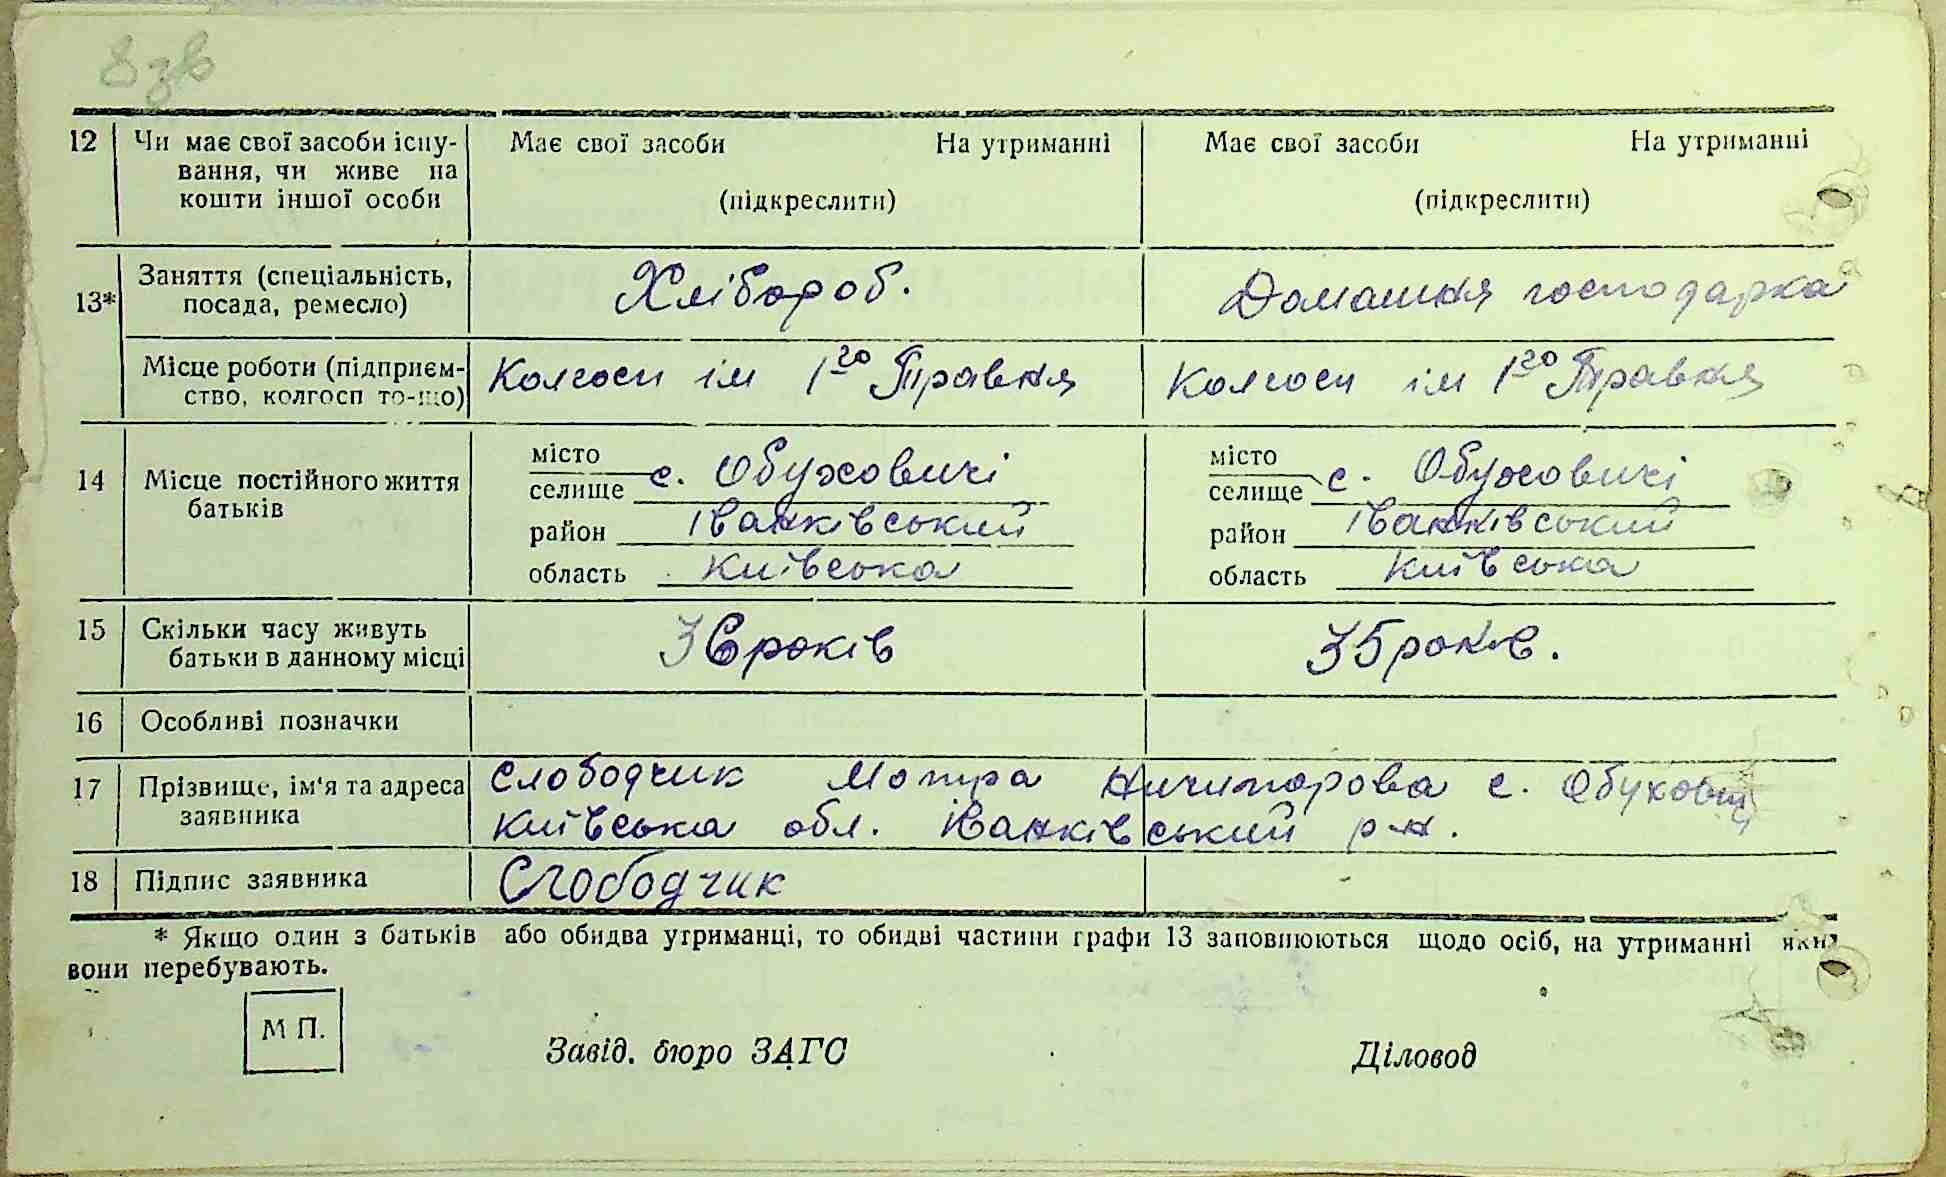 8зв
12 Чи має свої засоби існу- Має свої засоби На утриманні Має свої засоби На утриманні
вання, чи живе на
кошти іншої особи (підкреслити) (підкреслити)
13* Заняття (спеціальність, Хлібороб. Домашня господарка
посада, ремесло)
Місце роботи (підприєм- Колгосп ім 1го Травня Колгосп ім 1го Травня
ство, колгосп то-що)
14 Місце постійного життя місто с. Обуховичі місто с. Обуховичі
батьків селище селище
район Іванківський район Іванківський
область київська область київська
15 Скільки часу живуть 36 років 35 років.
батьки в данному місці
16 Особливі позначки
17 Прізвище, ім'я та адреса Слободчик Мотра Ничипорова с. Обухович
заявника київська обл. Іванківський р-н.
18 Підпис заявника Слободчик
* Якщо один з батьків або обидва утриманці, то обидві частини графи 13 заповнюються щодо осіб, на утриманні яких
вони перебувають.
М П.
Завід. бюро ЗАГС Діловод